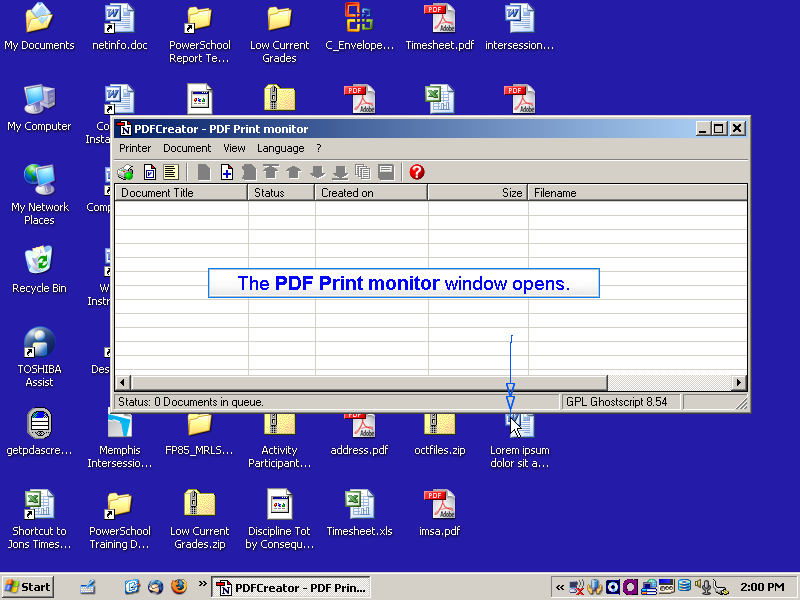 My Documents
netinfo.doc
PowerSchool
Report Te...
Low Current
Grades
C_Envelope...
Timesheet.pdf
intersession...
My Computer
Co
Insta
PDFCreator - PDF Print monitor
Printer Document View Language ?
Document Title Status Created on Size Filename
My Network
Places
Comp
The PDF Print monitor window opens.
Recycle Bin
W
Instr
TOSHIBA
Assist
Des
Status: 0 Documents in queue. GPL Ghostscript 8.54
getpdascre...
Memphis
Intersessio...
FP85_MRLS...
Activity
Participant...
address.pdf
octfiles.zip
Lorem ipsum
dolor sit a...
Shortcut to
Jons Times...
PowerSchool
Training D...
Low Current
Grades.zip
Discipline Tot
by Consequ...
Timesheet.xls
imsa.pdf
Start
PDFCreator - PDF Prin...
2:00 PM